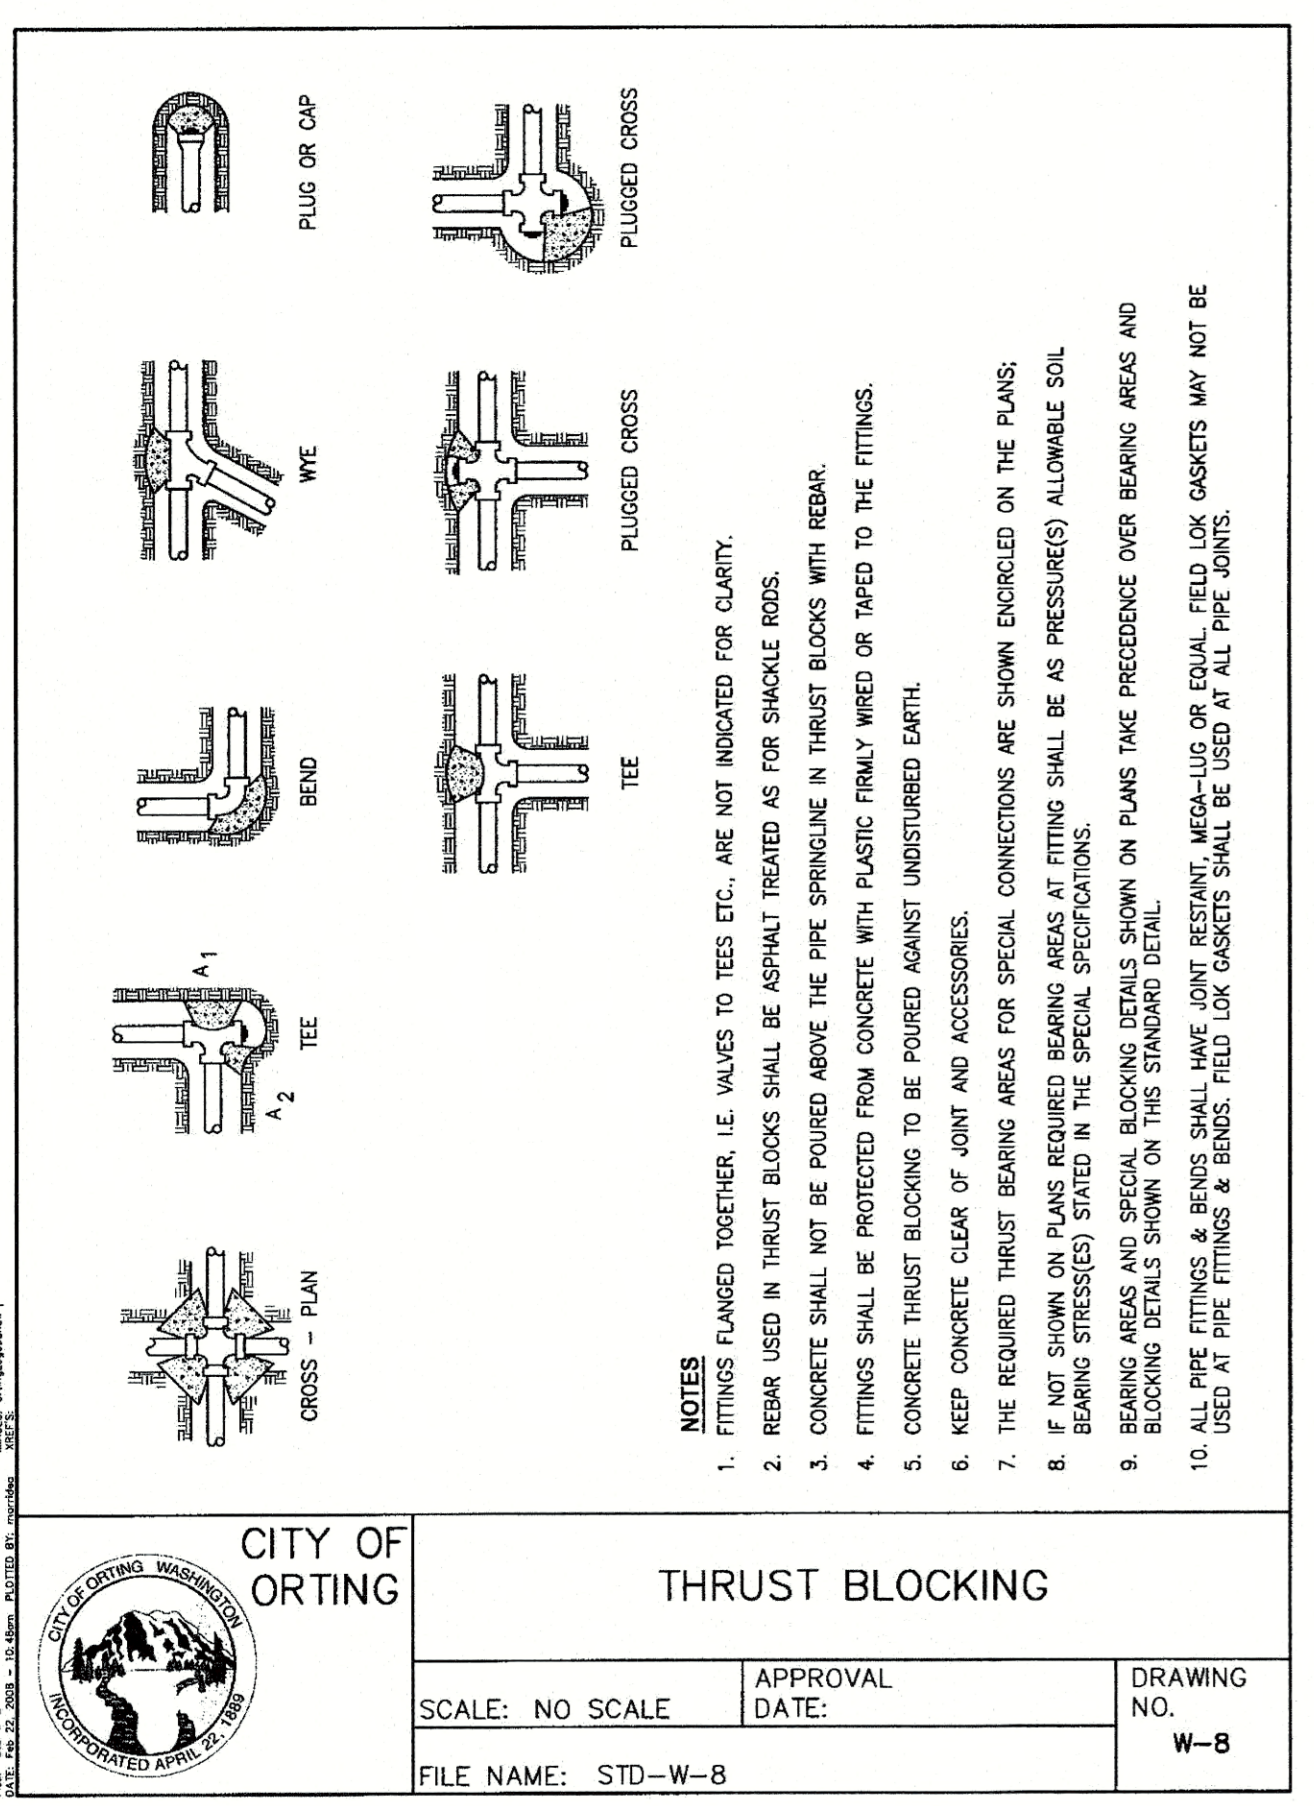 CROSS – PLAN
A1
A2
TEE
BEND
WYE
PLUG OR CAP
TEE
PLUGGED CROSS
PLUGGED CROSS
NOTES
1. FITTINGS FLANGED TOGETHER, I.E. VALVES TO TEES ETC., ARE NOT INDICATED FOR CLARITY.
2. REBAR USED IN THRUST BLOCKS SHALL BE ASPHALT TREATED AS FOR SHACKLE RODS.
3. CONCRETE SHALL NOT BE POURED ABOVE THE PIPE SPRINGLINE IN THRUST BLOCKS WITH REBAR.
4. FITTINGS SHALL BE PROTECTED FROM CONCRETE WITH PLASTIC FIRMLY WIRED OR TAPED TO THE FITTINGS.
5. CONCRETE THRUST BLOCKING TO BE POURED AGAINST UNDISTURBED EARTH.
6. KEEP CONCRETE CLEAR OF JOINT AND ACCESSORIES.
7. THE REQUIRED THRUST BEARING AREAS FOR SPECIAL CONNECTIONS ARE SHOWN ENCIRCLED ON THE PLANS;
8. IF NOT SHOWN ON PLANS REQUIRED BEARING AREAS AT FITTING SHALL BE AS PRESSURE(S) ALLOWABLE SOIL
BEARING STRESS(ES) STATED IN THE SPECIAL SPECIFICATIONS.
9. BEARING AREAS AND SPECIAL BLOCKING DETAILS SHOWN ON PLANS TAKE PRECEDENCE OVER BEARING AREAS AND
BLOCKING DETAILS SHOWN ON THIS STANDARD DETAIL.
10. ALL PIPE FITTINGS & BENDS SHALL HAVE JOINT RESTRAINT, MEGA–LUG OR EQUAL. FIELD LOK GASKETS MAY NOT BE
USED AT PIPE FITTINGS & BENDS. FIELD LOK GASKETS SHALL BE USED AT ALL PIPE JOINTS.
CITY OF ORTING WASHINGTON
INCORPORATED APRIL 22, 1889
CITY OF
ORTING
THRUST BLOCKING
SCALE: NO SCALE
APPROVAL
DATE:
DRAWING
NO.
W–8
FILE NAME: STD–W–8
XREF'S:
DATE: Feb 22, 2008 – 10:48am PLOTTED BY: morridea